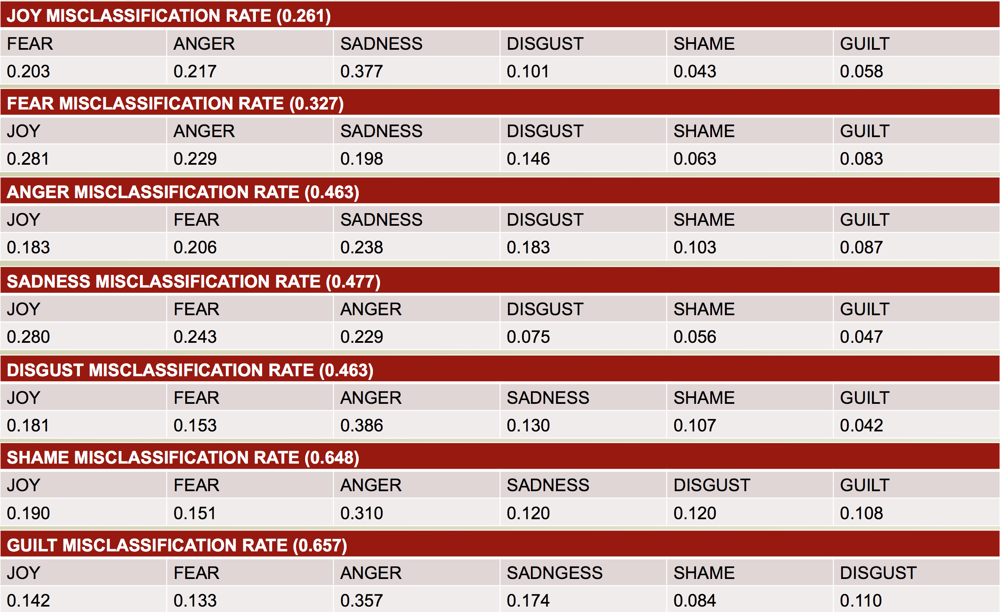 JOY MISCLASSIFICATION RATE (0.261)
FEAR ANGER SADNESS DISGUST SHAME GUILT
0.203 0.217 0.377 0.101 0.043 0.058
FEAR MISCLASSIFICATION RATE (0.327)
JOY ANGER SADNESS DISGUST SHAME GUILT
0.281 0.229 0.198 0.146 0.063 0.083
ANGER MISCLASSIFICATION RATE (0.463)
JOY FEAR SADNESS DISGUST SHAME GUILT
0.183 0.206 0.238 0.183 0.103 0.087
SADNESS MISCLASSIFICATION RATE (0.477)
JOY FEAR ANGER DISGUST SHAME GUILT
0.280 0.243 0.229 0.075 0.056 0.047
DISGUST MISCLASSIFICATION RATE (0.463)
JOY FEAR ANGER SADNESS SHAME GUILT
0.181 0.153 0.386 0.130 0.107 0.042
SHAME MISCLASSIFICATION RATE (0.648)
JOY FEAR ANGER SADNESS DISGUST GUILT
0.190 0.151 0.310 0.120 0.120 0.108
GUILT MISCLASSIFICATION RATE (0.657)
JOY FEAR ANGER SADNGESS SHAME DISGUST
0.142 0.133 0.357 0.174 0.084 0.110